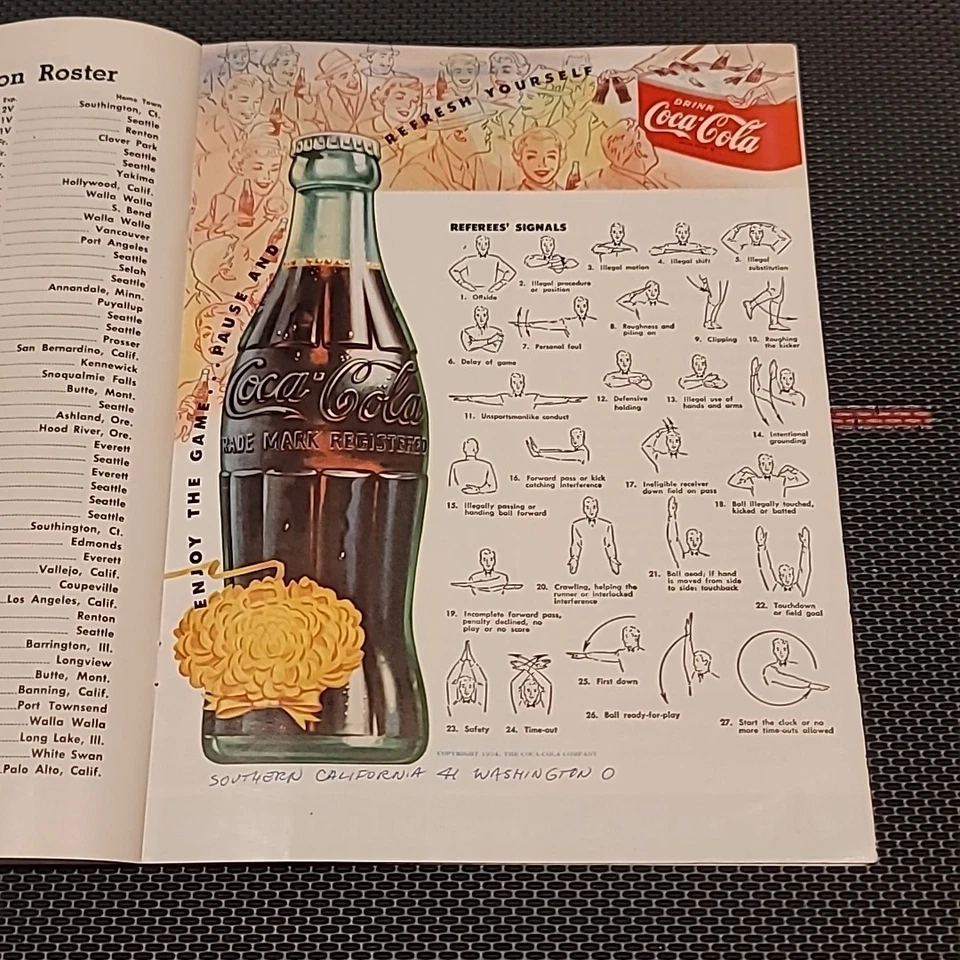 on Roster
Exp. Home Town
2V Southington, Ct.
1V Seattle
1V Renton
Fr. Clover Park
Seattle
Seattle
Yakima
Hollywood, Calif.
Walla Walla
S. Bend
Walla Walla
Vancouver
Port Angeles
Seattle
Selah
Seattle
Annandale, Minn.
Puyallup
Seattle
Seattle
Prosser
San Bernardino, Calif.
Kennewick
Snoqualmie Falls
Butte, Mont.
Seattle
Ashland, Ore.
Hood River, Ore.
Everett
Seattle
Everett
Seattle
Seattle
Seattle
Southington, Ct.
Edmonds
Everett
Vallejo, Calif.
Coupeville
Los Angeles, Calif.
Renton
Seattle
Barrington, Ill.
Longview
Butte, Mont.
Banning, Calif.
Port Townsend
Walla Walla
Long Lake, Ill.
White Swan
Palo Alto, Calif.
ENJOY THE GAME...PAUSE AND REFRESH YOURSELF
DRINK
Coca-Cola
Coca-Cola
TRADE MARK REGISTERED
REFEREES' SIGNALS
1. Offside
2. Illegal procedure
or position
3. Illegal motion
4. Illegal shift
5. Illegal
substitution
6. Delay of game
7. Personal foul
8. Roughness and
piling on
9. Clipping
10. Roughing
the kicker
11. Unsportsmanlike conduct
12. Defensive
holding
13. Illegal use of
hands and arms
14. Intentional
grounding
15. Illegally passing or
handing ball forward
16. Forward pass or kick
catching interference
17. Ineligible receiver
down field on pass
18. Ball illegally touched,
kicked or batted
19. Incomplete forward pass,
penalty declined, no
play or no score
20. Crawling, helping the
runner or interlocked
interference
21. Ball dead; If hand
is moved from side
to side: touchback
22. Touchdown
or field goal
23. Safety
24. Time-out
25. First down
26. Ball ready-for-play
27. Start the clock or no
more time-outs allowed
COPYRIGHT 1954, THE COCA-COLA COMPANY
SOUTHERN CALIFORNIA 41 WASHINGTON 0